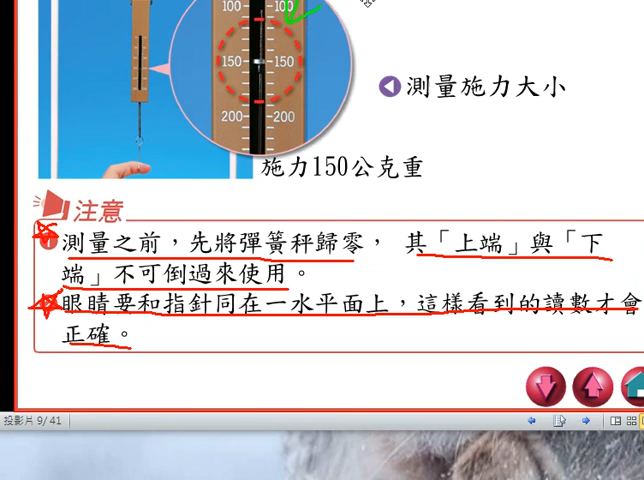 100 100
150 150
200 200
測量施力大小
施力150公克重
注意
測量之前，先將彈簧秤歸零， 其「上端」與「下
端」不可倒過來使用。
眼睛要和指針同在一水平面上，這樣看到的讀數才會
正確。
投影片 9/ 41